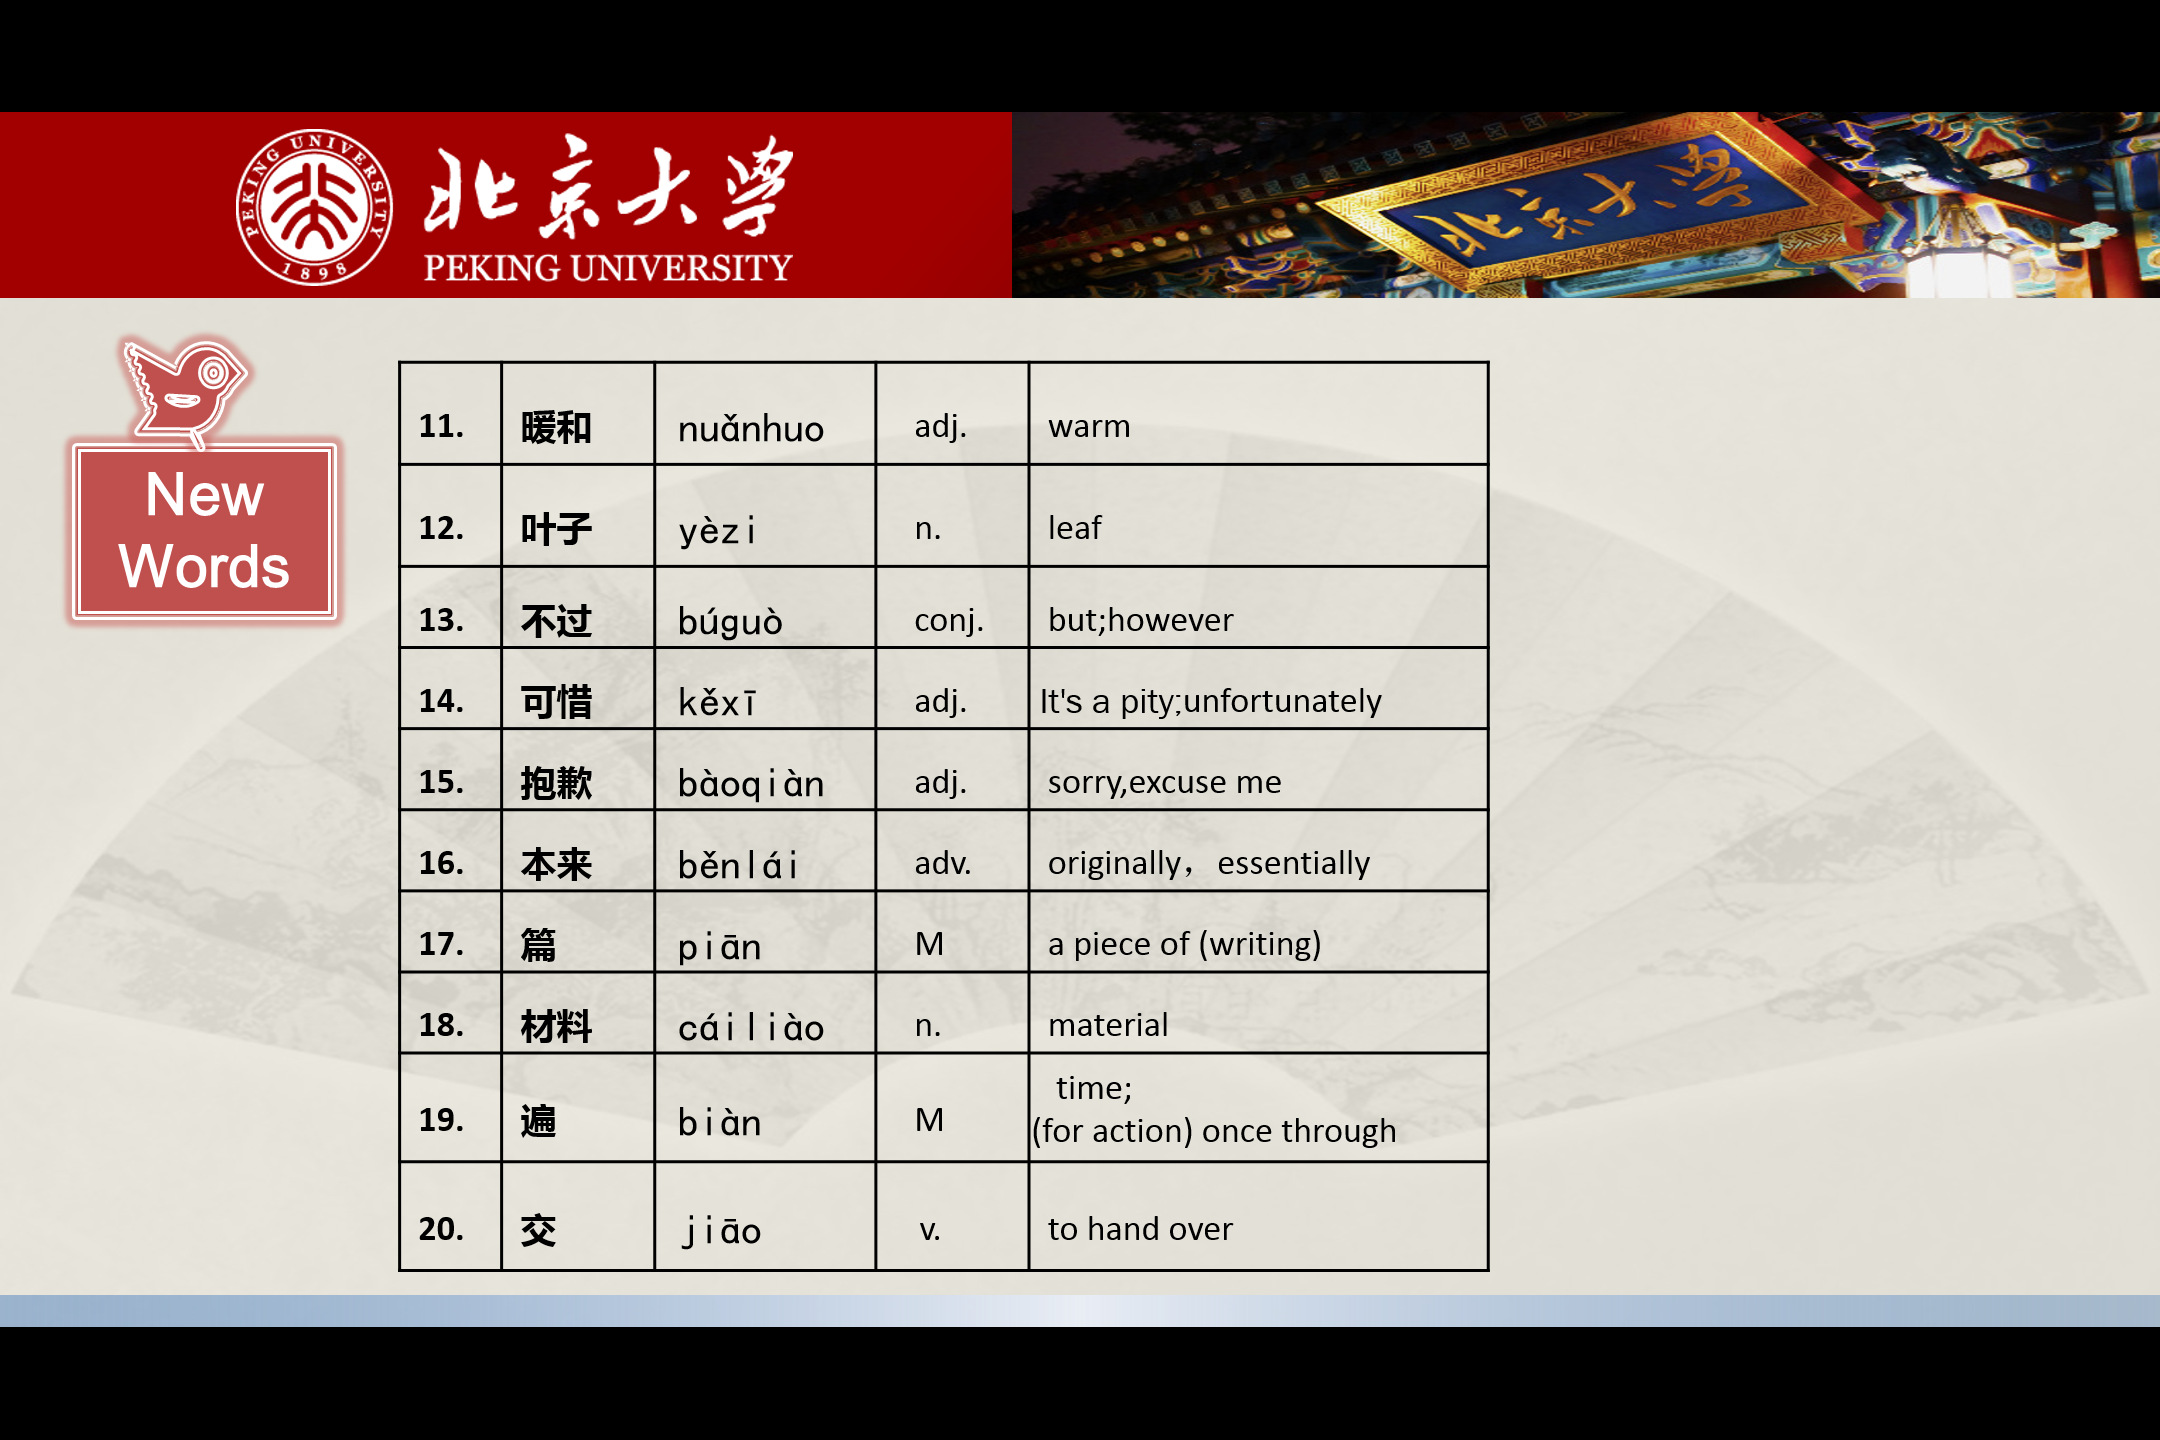 PEKING UNIVERSITY
1898
北京大学
PEKING UNIVERSITY
北京大学
New
Words
11. 暖和 nuǎnhuo adj. warm
12. 叶子 yèzi n. leaf
13. 不过 búguò conj. but;however
14. 可惜 kěxī adj. It's a pity;unfortunately
15. 抱歉 bàoqiàn adj. sorry,excuse me
16. 本来 běnlái adv. originally，essentially
17. 篇 piān M a piece of (writing)
18. 材料 cáiliào n. material
19. 遍 biàn M time;
(for action) once through
20. 交 jiāo v. to hand over